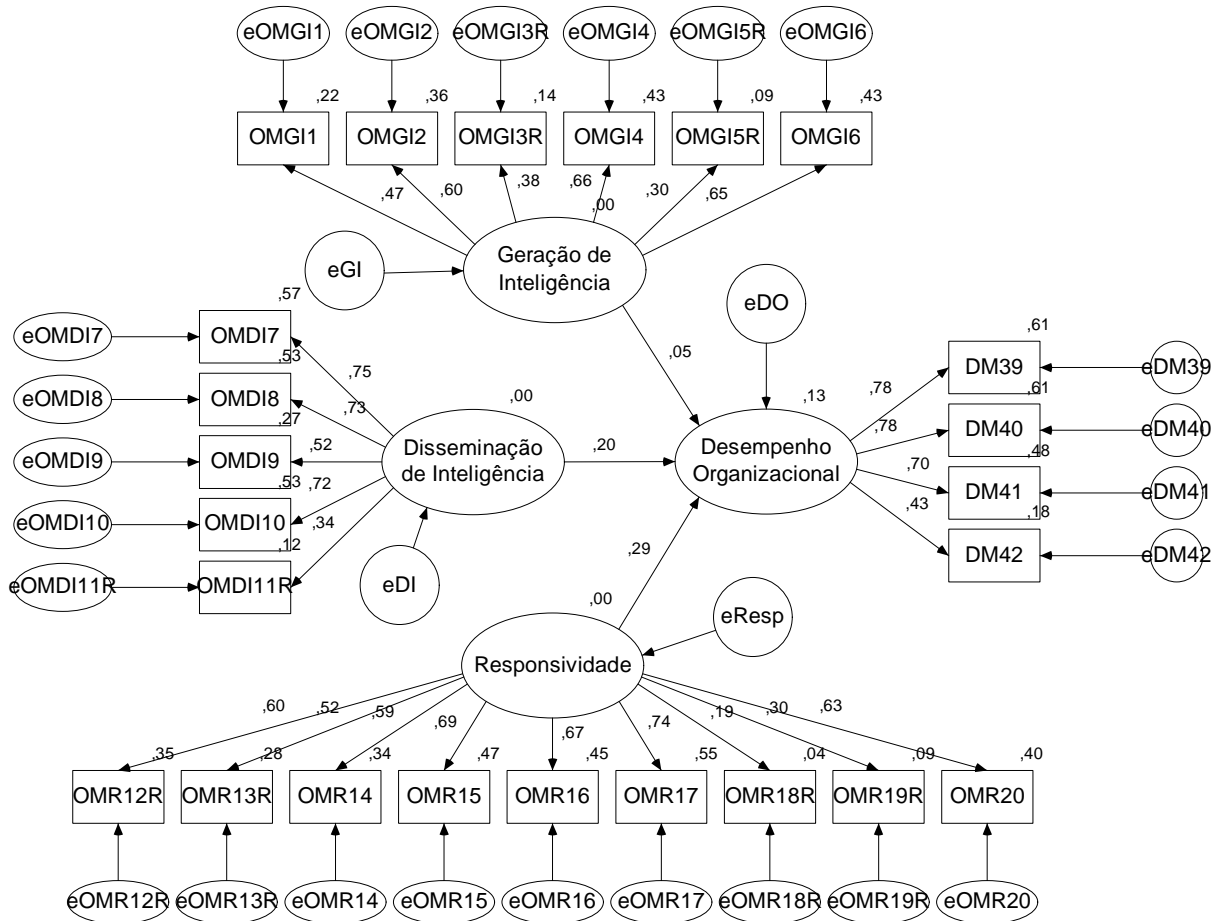 eOMGI1 eOMGI2 eOMGI3R eOMGI4 eOMGI5R eOMGI6
,22 ,36 ,14 ,43 ,09 ,43
OMGI1 OMGI2 OMGI3R OMGI4 OMGI5R OMGI6
,47 ,60 ,38 ,66 ,30 ,65
,00
Geração de
Inteligência
eGI
eDO
,05
,57
eOMDI7 OMDI7
,53
,75
eOMDI8 OMDI8
,27
,73
eOMDI9 OMDI9
,52
,53
,72
eOMDI10 OMDI10
,12
,34
eOMDI11R OMDI11R
,00
Disseminação
de Inteligência
,20
eDI
,13
Desempenho
Organizacional
,61
,78
DM39 eDM39
,61
,78
DM40 eDM40
,48
,70
DM41 eDM41
,18
,43
DM42 eDM42
,29
,00
eResp
Responsividade
,60 ,52 ,59 ,69 ,67 ,74 ,19 ,30 ,63
,35 ,28 ,34 ,47 ,45 ,55 ,04 ,09 ,40
OMR12R OMR13R OMR14 OMR15 OMR16 OMR17 OMR18R OMR19R OMR20
eOMR12R eOMR13R eOMR14 eOMR15 eOMR16 eOMR17 eOMR18R eOMR19R eOMR20